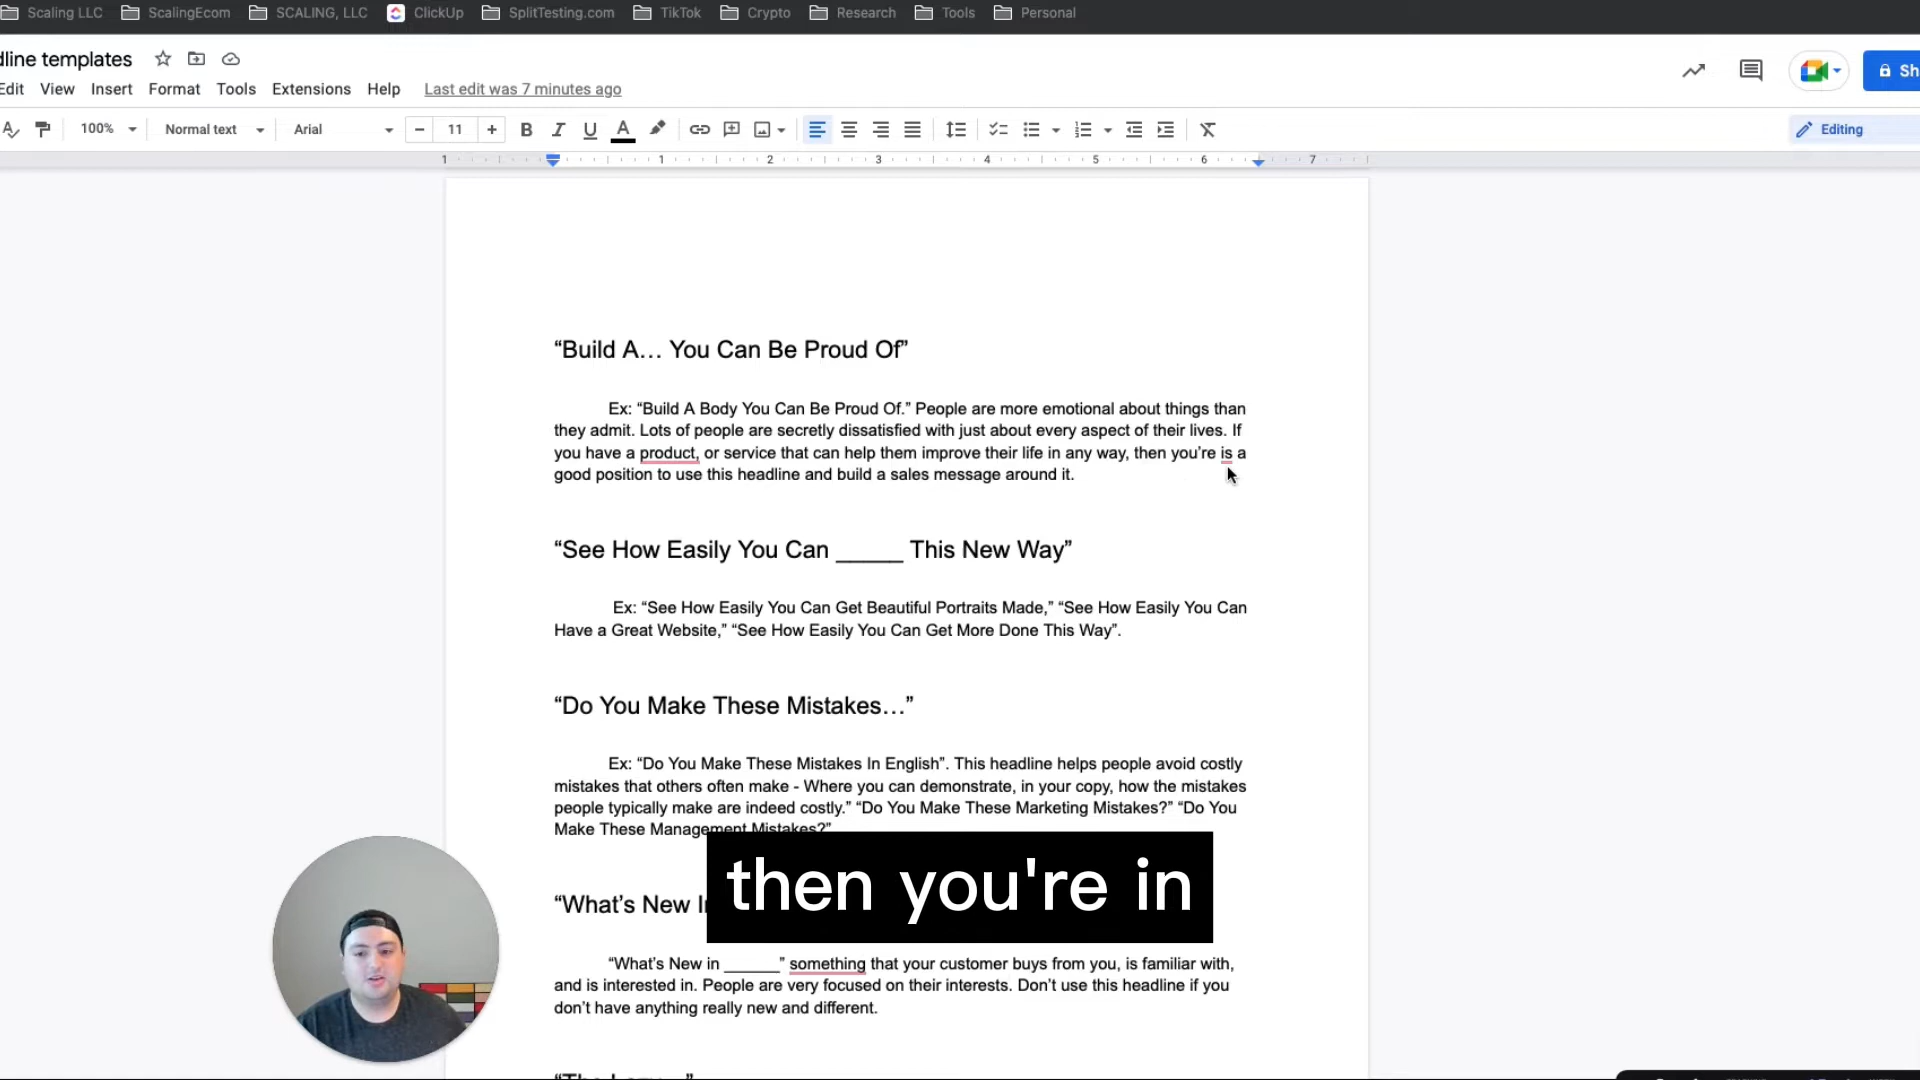 Scaling LLC ScalingEcom SCALING, LLC ClickUp SplitTesting.com TikTok Crypto Research Tools Personal
dline templates
Edit View Insert Format Tools Extensions Help Last edit was 7 minutes ago
Sh
100% Normal text Arial − 11 + B I U A Editing
1 1 2 3 4 5 6 7
“Build A… You Can Be Proud Of”
Ex: “Build A Body You Can Be Proud Of.” People are more emotional about things than
they admit. Lots of people are secretly dissatisfied with just about every aspect of their lives. If
you have a product, or service that can help them improve their life in any way, then you’re is a
good position to use this headline and build a sales message around it.
“See How Easily You Can _____ This New Way”
Ex: “See How Easily You Can Get Beautiful Portraits Made,” “See How Easily You Can
Have a Great Website,” “See How Easily You Can Get More Done This Way”.
“Do You Make These Mistakes…”
Ex: “Do You Make These Mistakes In English”. This headline helps people avoid costly
mistakes that others often make - Where you can demonstrate, in your copy, how the mistakes
people typically make are indeed costly.” “Do You Make These Marketing Mistakes?” “Do You
Make These Management Mistakes?”
then you're in
“What’s New I
“What’s New in ______” something that your customer buys from you, is familiar with,
and is interested in. People are very focused on their interests. Don’t use this headline if you
don’t have anything really new and different.